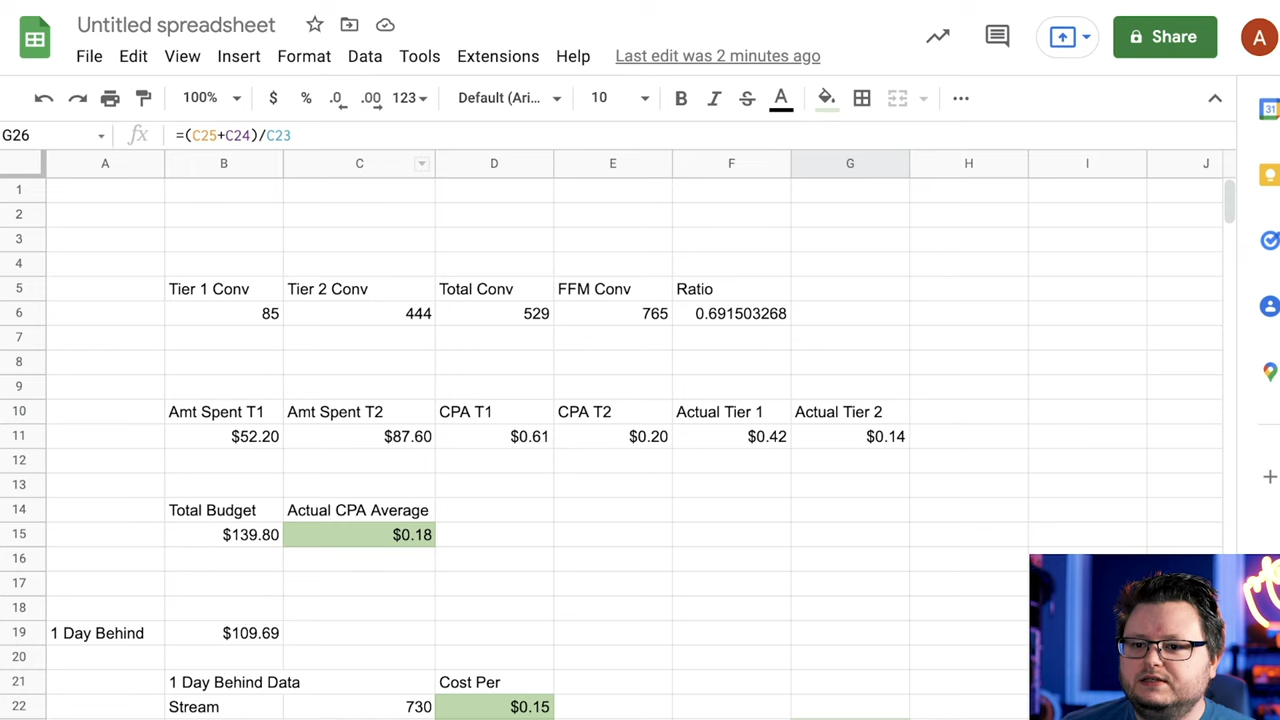 Untitled spreadsheet
File Edit View Insert Format Data Tools Extensions Help Last edit was 2 minutes ago
Share
A
100% $ % .0 .00 123 Default (Ari... 10 B I S A
31
G26 fx =(C25+C24)/C23
A B C D E F G H I J
1
2
3
4
5 Tier 1 Conv Tier 2 Conv Total Conv FFM Conv Ratio
6 85 444 529 765 0.691503268
7
8
9
10 Amt Spent T1 Amt Spent T2 CPA T1 CPA T2 Actual Tier 1 Actual Tier 2
11 $52.20 $87.60 $0.61 $0.20 $0.42 $0.14
12
13
14 Total Budget Actual CPA Average
15 $139.80 $0.18
16
17
18
19 1 Day Behind $109.69
20
21 1 Day Behind Data Cost Per
22 Stream 730 $0.15